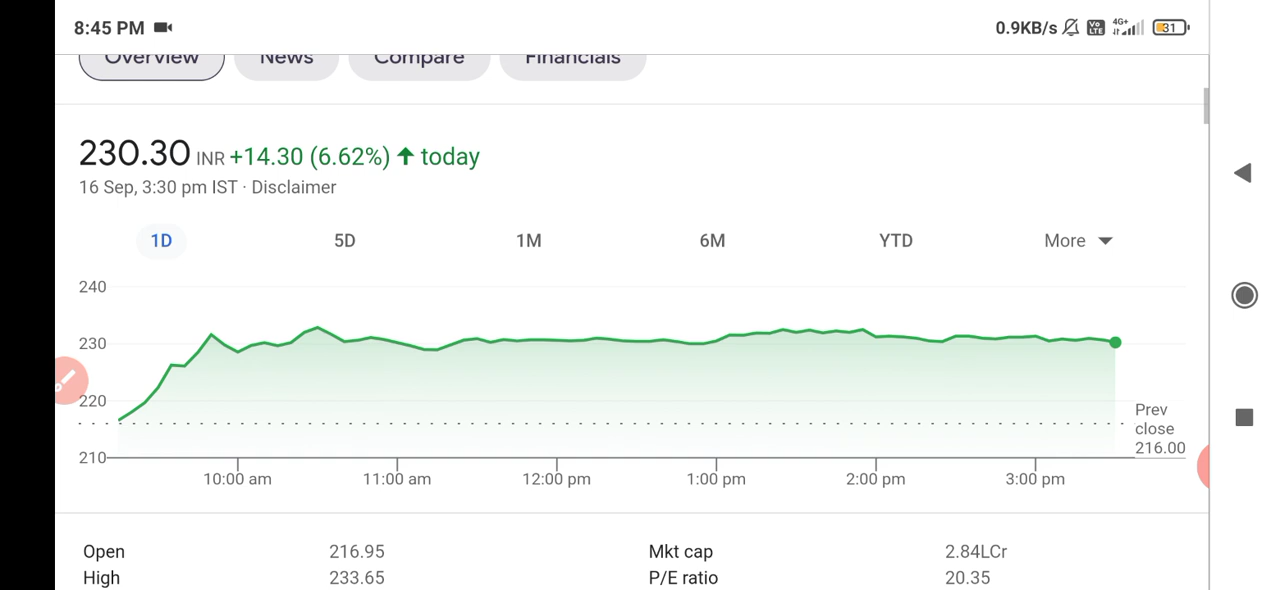 8:45 PM 0.9KB/s Vo LTE 4G+ 31
Overview News Compare Financials
230.30 INR +14.30 (6.62%) ↑ today
16 Sep, 3:30 pm IST · Disclaimer
1D 5D 1M 6M YTD More
240
230
220
210
Prev
close
216.00
10:00 am 11:00 am 12:00 pm 1:00 pm 2:00 pm 3:00 pm
Open 216.95 Mkt cap 2.84LCr
High 233.65 P/E ratio 20.35